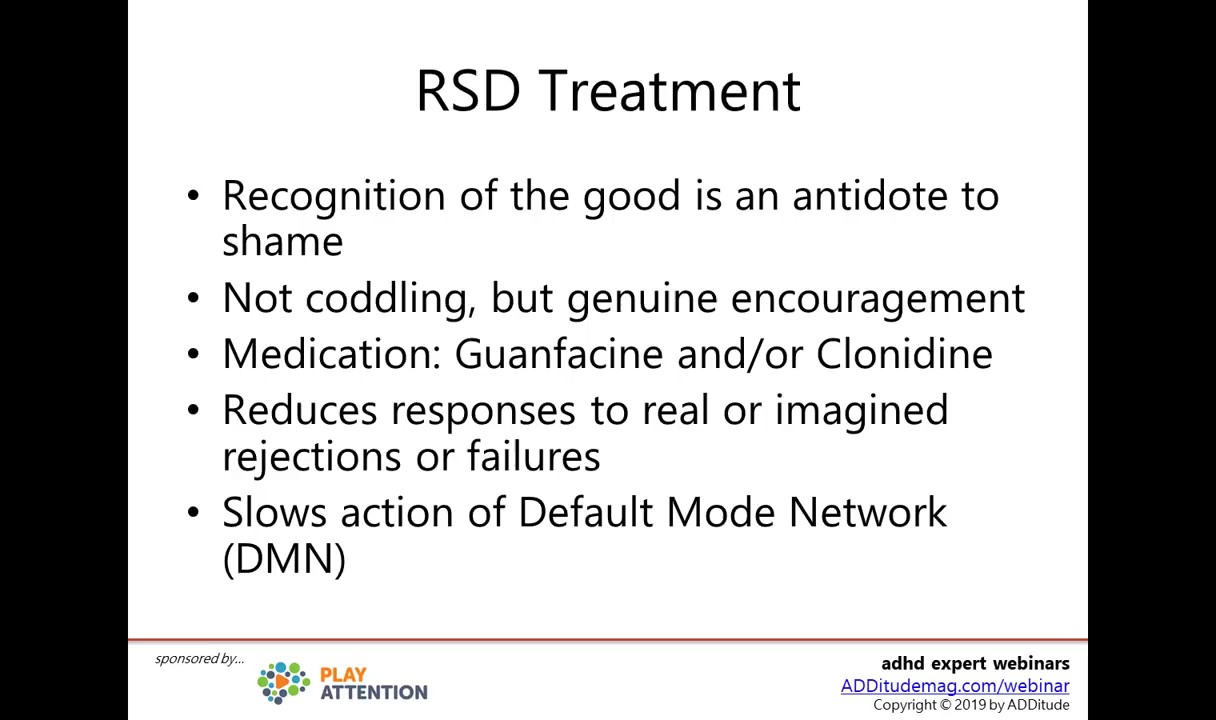 RSD Treatment
• Recognition of the good is an antidote to
shame
• Not coddling, but genuine encouragement
• Medication: Guanfacine and/or Clonidine
• Reduces responses to real or imagined
rejections or failures
• Slows action of Default Mode Network
(DMN)
sponsored by...
PLAY
ATTENTION
adhd expert webinars
ADDitudemag.com/webinar
Copyright © 2019 by ADDitude